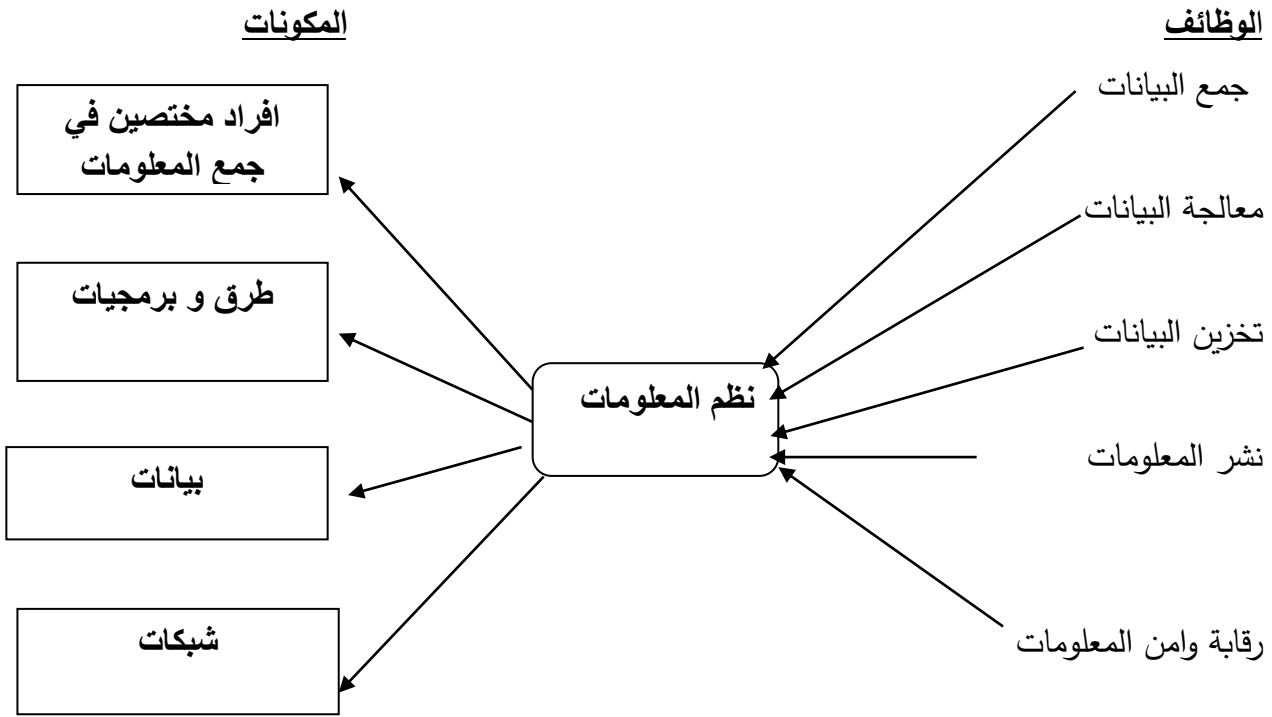 الوظائف
المكونات
جمع البيانات
معالجة البيانات
تخزين البيانات
نشر المعلومات
رقابة وامن المعلومات
نظم المعلومات
افراد مختصين في
جمع المعلومات
طرق و برمجيات
بيانات
شبكات